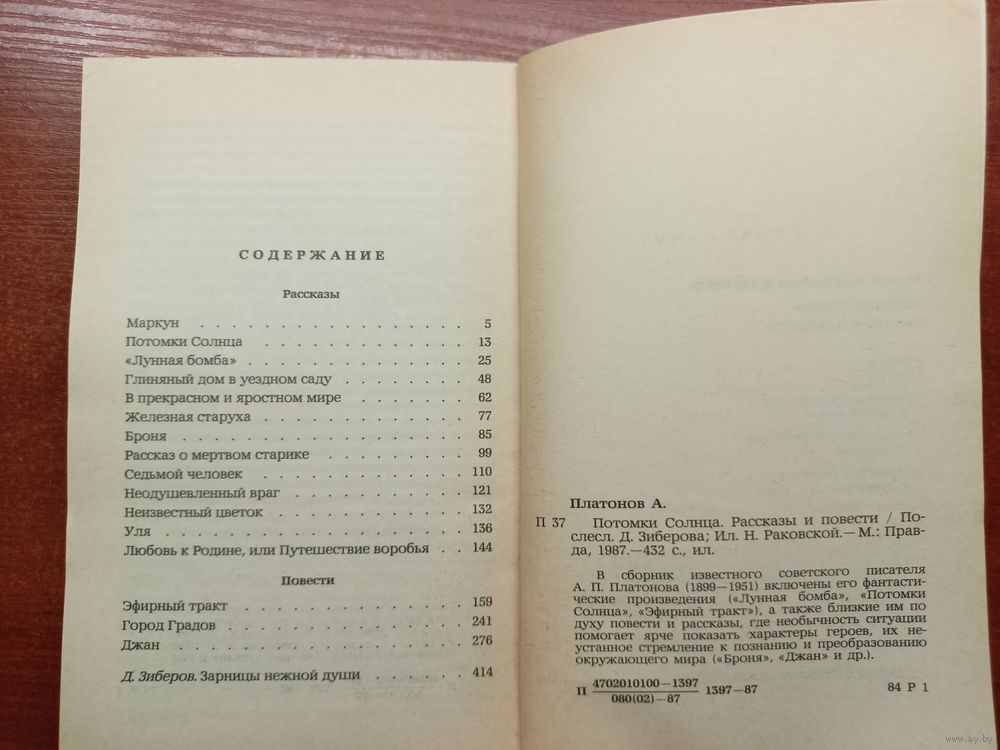 СОДЕРЖАНИЕ
Рассказы
Маркун . . . . . . . . . . . . . . . . 5
Потомки Солнца . . . . . . . . . . . . . 13
«Лунная бомба» . . . . . . . . . . . . . 25
Глиняный дом в уездном саду . . . . . . . 48
В прекрасном и яростном мире . . . . . . . 62
Железная старуха . . . . . . . . . . . . 77
Броня . . . . . . . . . . . . . . . . 85
Рассказ о мертвом старике . . . . . . . . 99
Седьмой человек . . . . . . . . . . . . 110
Неодушевленный враг . . . . . . . . . . 121
Неизвестный цветок . . . . . . . . . . 132
Уля . . . . . . . . . . . . . . . . 136
Любовь к Родине, или Путешествие воробья . 144
Повести
Эфирный тракт . . . . . . . . . . . . 159
Город Градов . . . . . . . . . . . . 241
Джан . . . . . . . . . . . . . . . 276
Д. Зиберов. Зарницы нежной души . . . . . . 414
Платонов А.
П 37 Потомки Солнца. Рассказы и повести / По-
слесл. Д. Зиберова; Ил. Н. Раковской.— М.: Прав-
да, 1987.—432 с., ил.
В сборник известного советского писателя
А. П. Платонова (1899—1951) включены его фантасти-
ческие произведения («Лунная бомба», «Потомки
Солнца», «Эфирный тракт»), а также близкие им по
духу повести и рассказы, где необычность ситуации
помогает ярче показать характеры героев, их не-
устанное стремление к познанию и преобразованию
окружающего мира («Броня», «Джан» и др.).
П 4702010100—1397 1397—87 84 Р 1
080(02)—87
www.ay.by